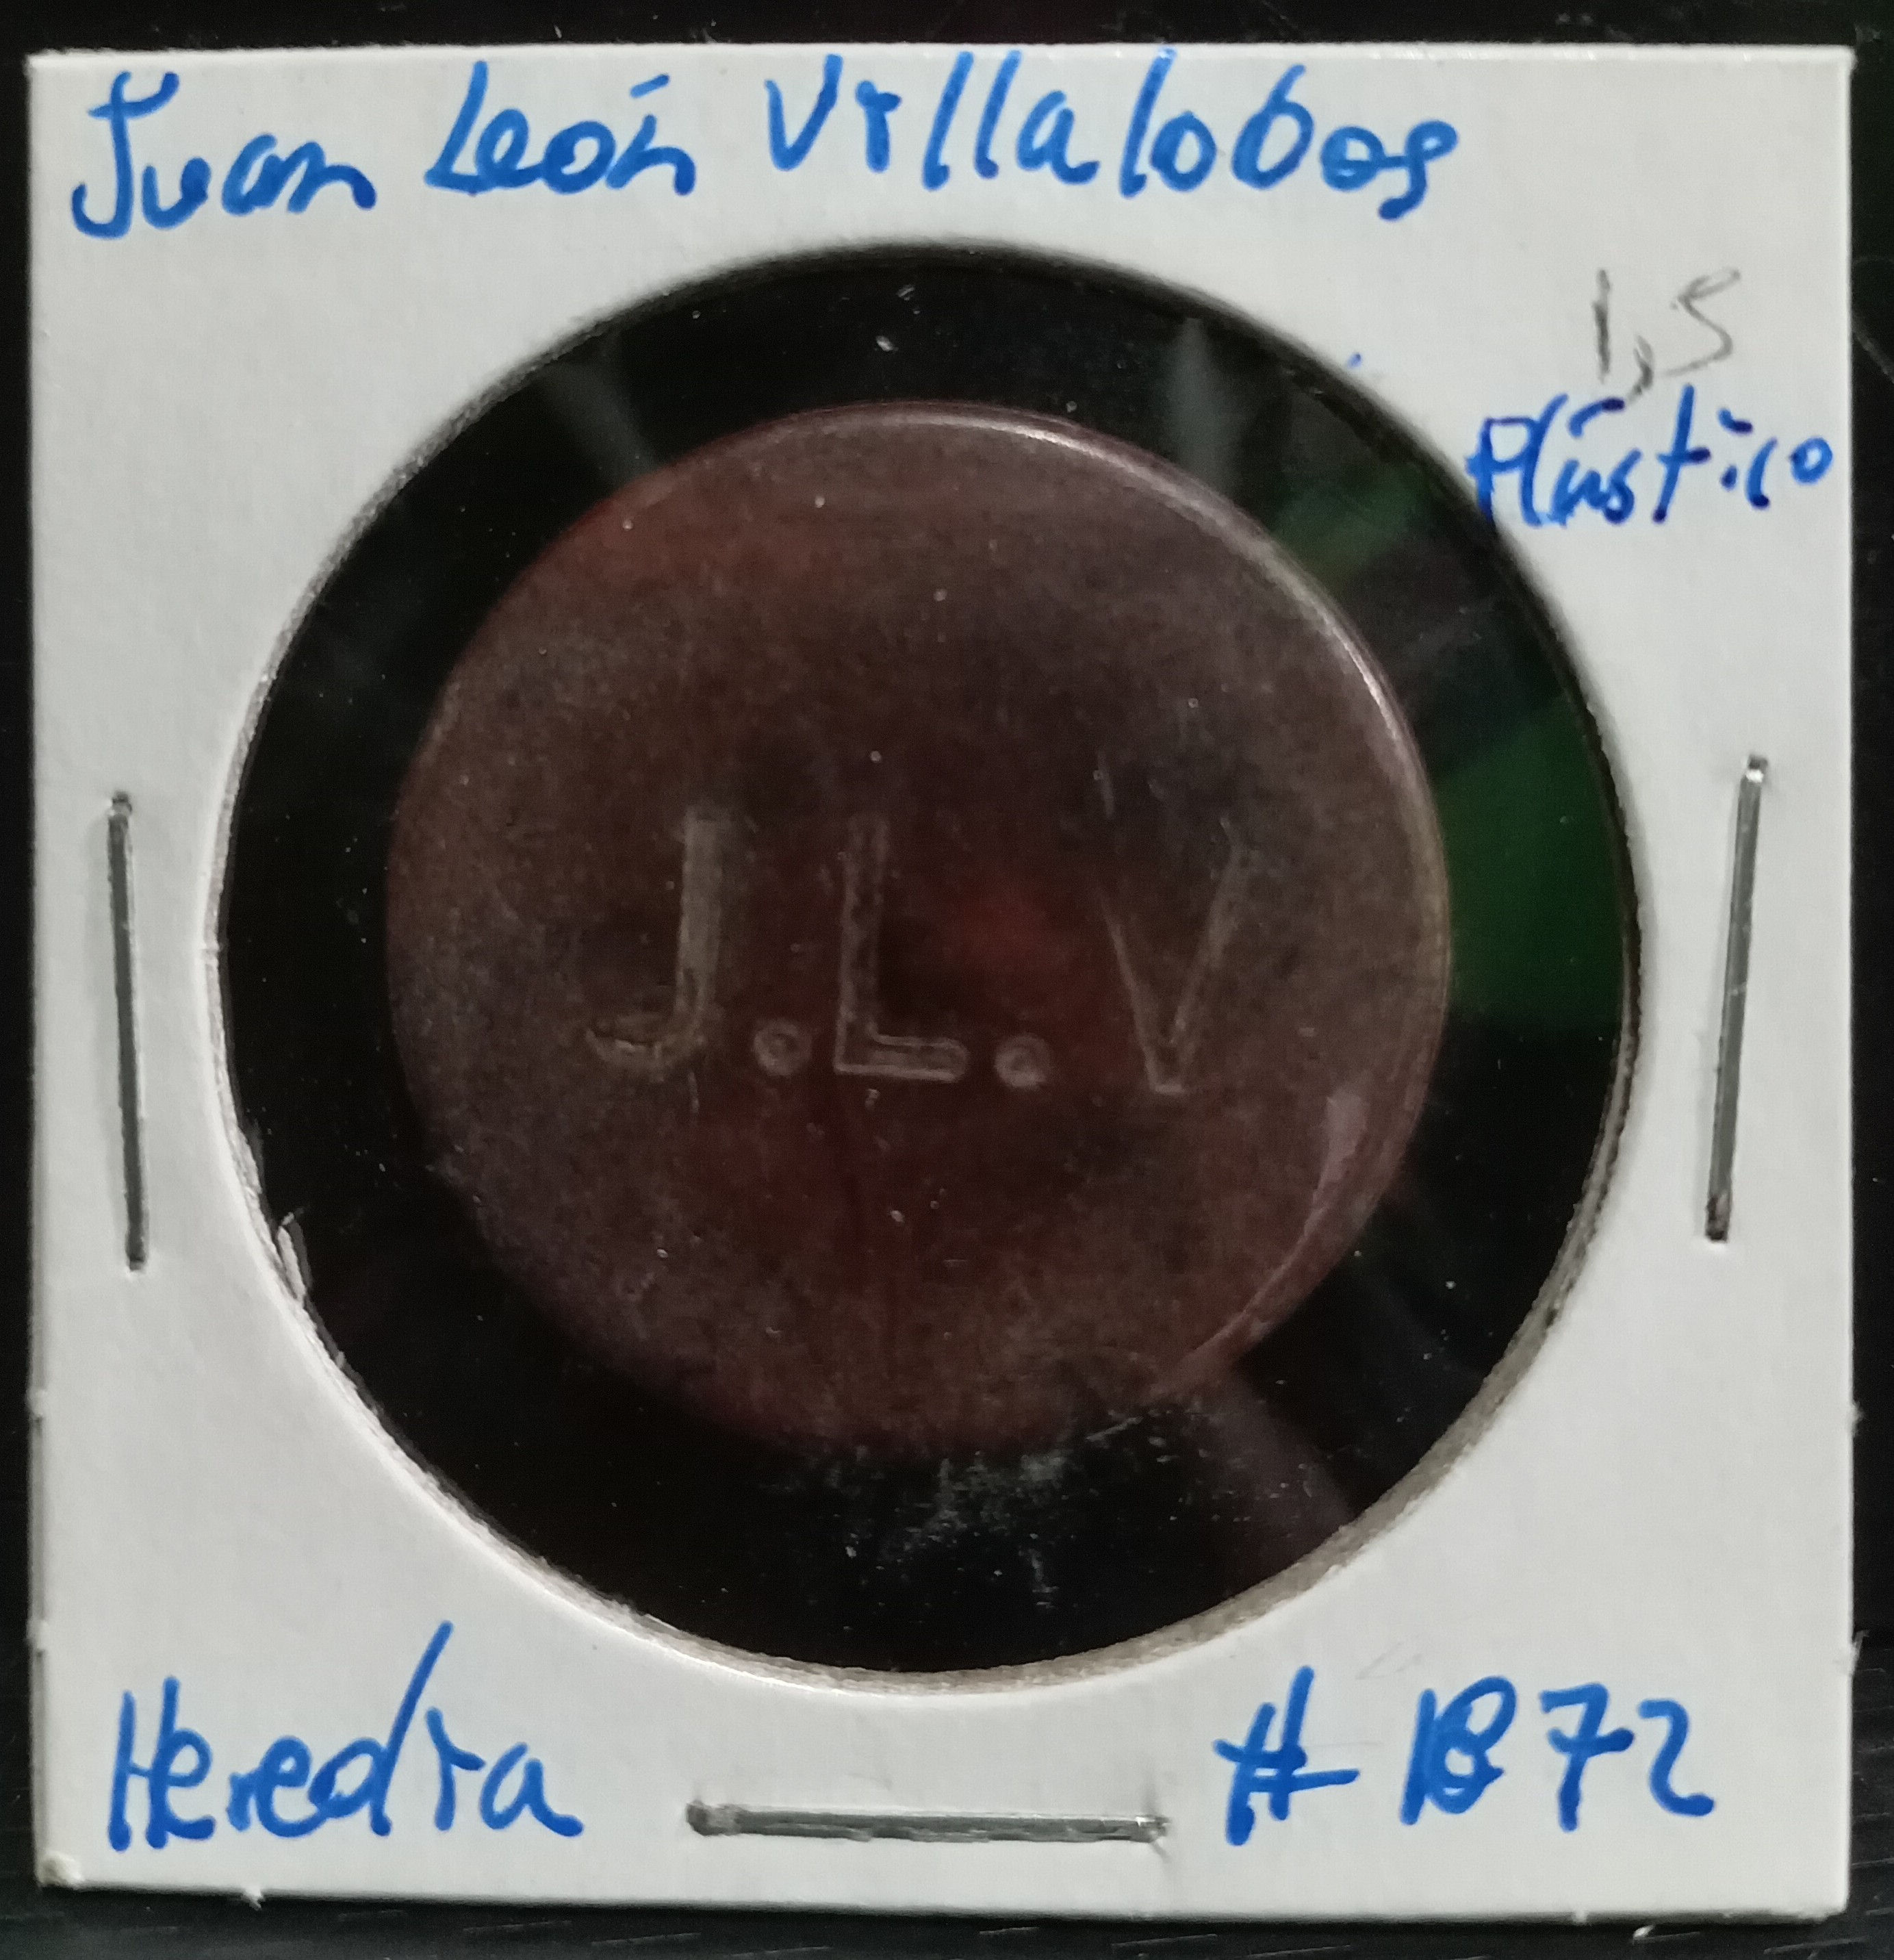 Juan León Villalobos
1,5
Plástico
J.L.V
Heredia
# 1872